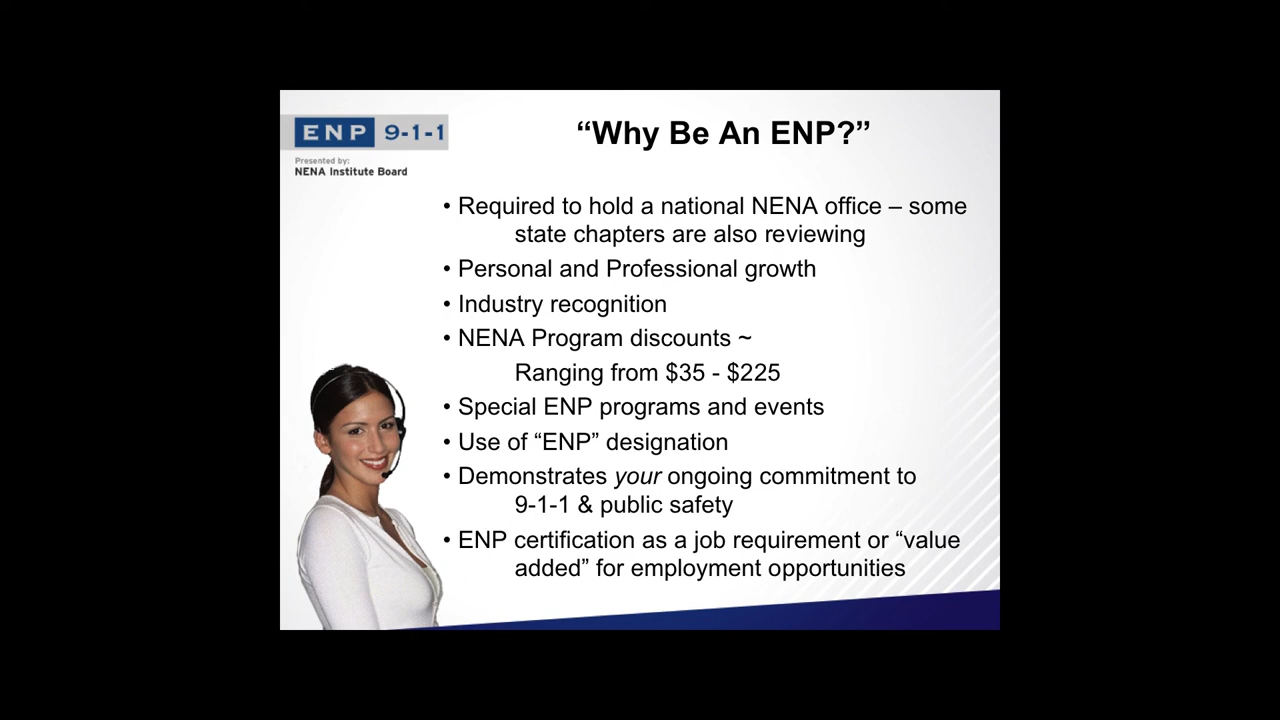 ENP 9-1-1
Presented by:
NENA Institute Board
“Why Be An ENP?”
• Required to hold a national NENA office – some
state chapters are also reviewing
• Personal and Professional growth
• Industry recognition
• NENA Program discounts ~
Ranging from $35 - $225
• Special ENP programs and events
• Use of “ENP” designation
• Demonstrates your ongoing commitment to
9-1-1 & public safety
• ENP certification as a job requirement or “value
added” for employment opportunities